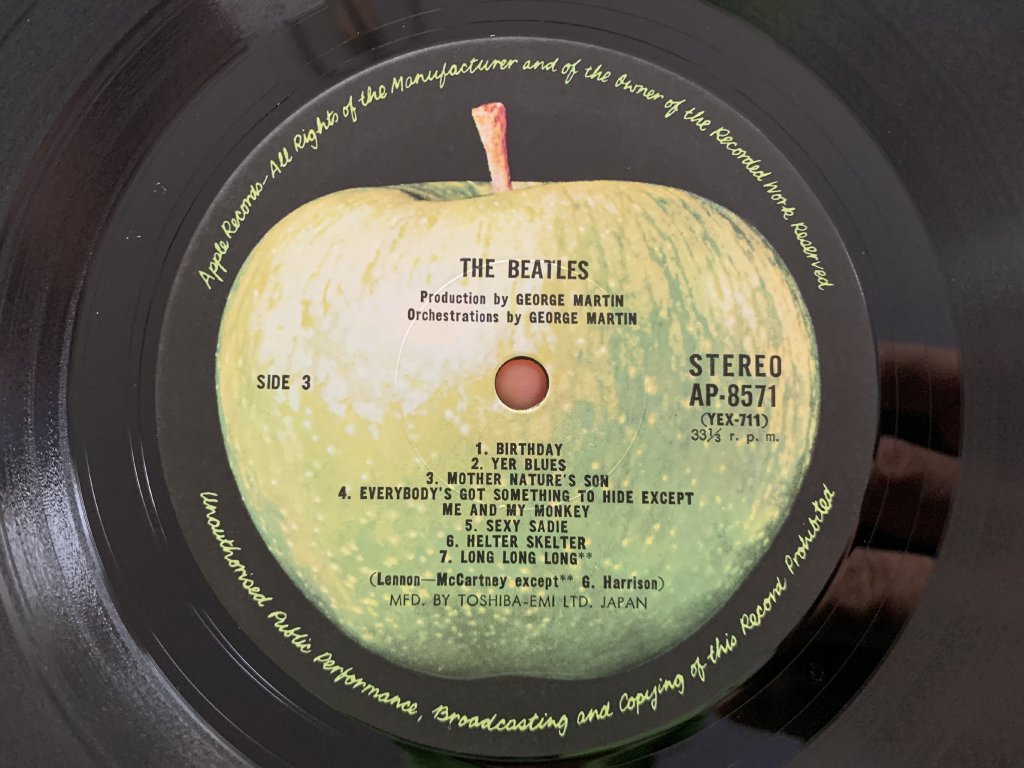 Apple Records-All Rights of the Manufacturer and of the Owner of the Recorded Work Reserved
THE BEATLES
Production by GEORGE MARTIN
Orchestrations by GEORGE MARTIN
SIDE 3
STEREO
AP-8571
(YEX-711)
33⅓ r. p. m.
1. BIRTHDAY
2. YER BLUES
3. MOTHER NATURE'S SON
4. EVERYBODY'S GOT SOMETHING TO HIDE EXCEPT
ME AND MY MONKEY
5. SEXY SADIE
6. HELTER SKELTER
7. LONG LONG LONG**
(Lennon—McCartney except** G. Harrison)
MFD. BY TOSHIBA-EMI LTD. JAPAN
Unauthorised Public Performance, Broadcasting and Copying of this Record Prohibited